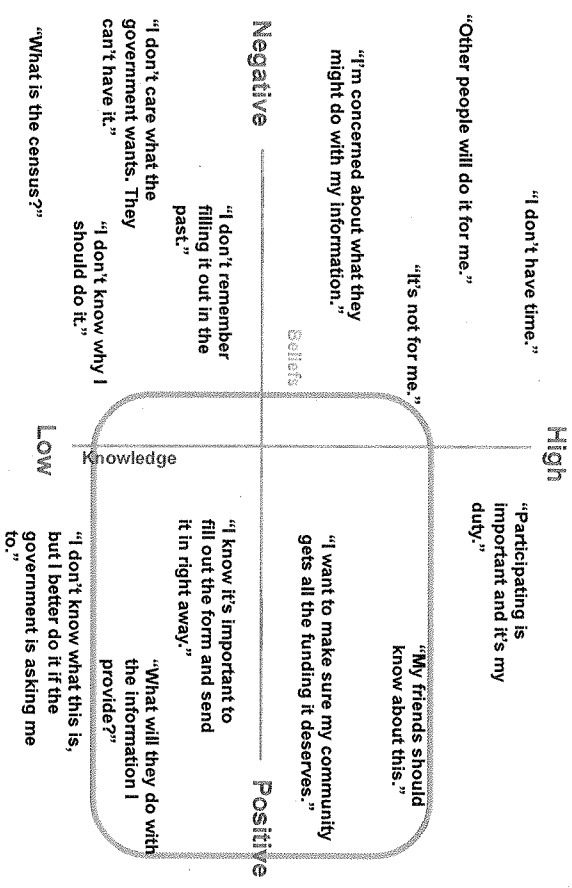 High
“I don’t have time.”
“Participating is
important and it’s my
duty.”
“Other people will do it for me.”
“It’s not for me.”
“My friends should
know about this.”
“I’m concerned about what they
might do with my information.”
“I want to make sure my community
gets all the funding it deserves.”
Beliefs
Negative
Positive
“I don’t remember
filling it out in the
past.”
“I know it’s important to
fill out the form and send
it in right away.”
“I don’t care what the
government wants. They
can’t have it.”
“What will they do with
the information I
provide?”
Knowledge
“I don’t know why I
should do it.”
“I don’t know what this is,
but I better do it if the
government is asking me
to.”
Low
“What is the census?”